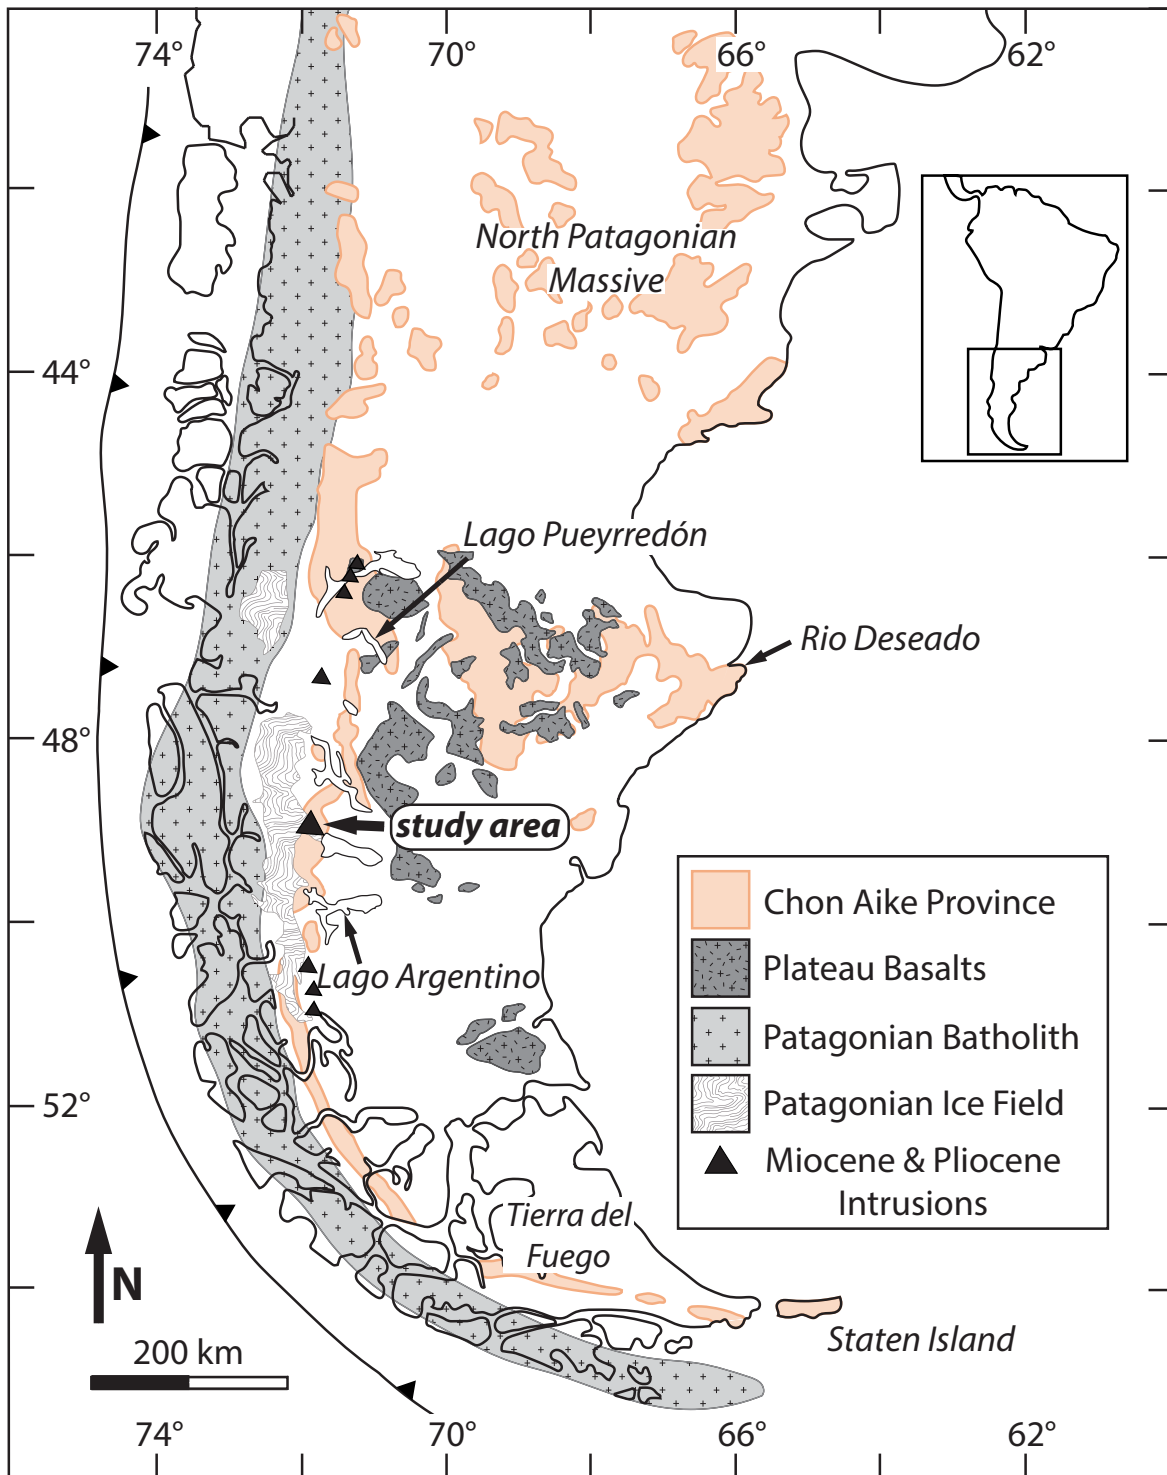 74°
70°
66°
62°
North Patagonian
Massive
44°
Lago Pueyrredón
Rio Deseado
48°
study area
Chon Aike Province
Plateau Basalts
Lago Argentino
Patagonian Batholith
Patagonian Ice Field
52°
Miocene & Pliocene
Intrusions
Tierra del
Fuego
N
Staten Island
200 km
74°
70°
66°
62°